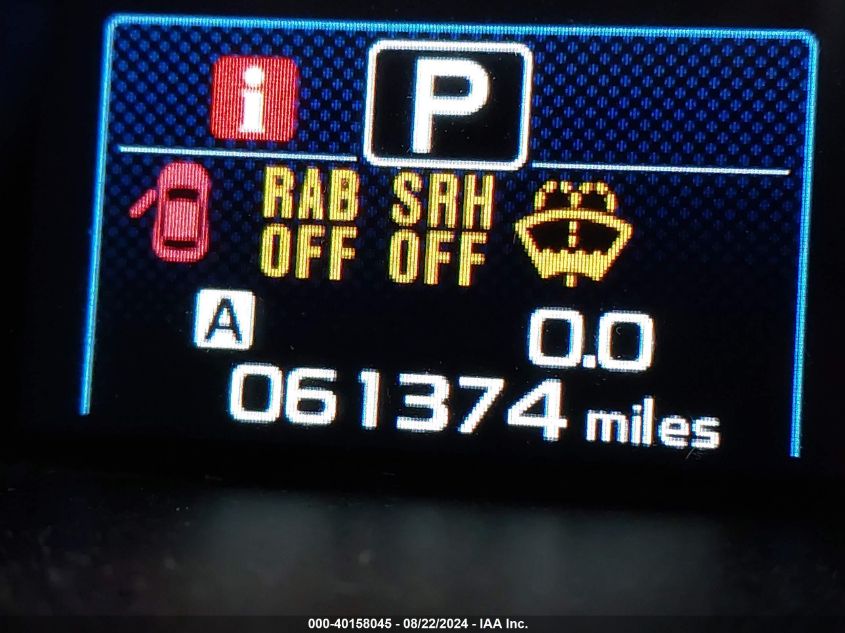 i P
RAB SRH
OFF OFF
A 0.0
061374 miles
000-40158045 - 08/22/2024 - IAA Inc.